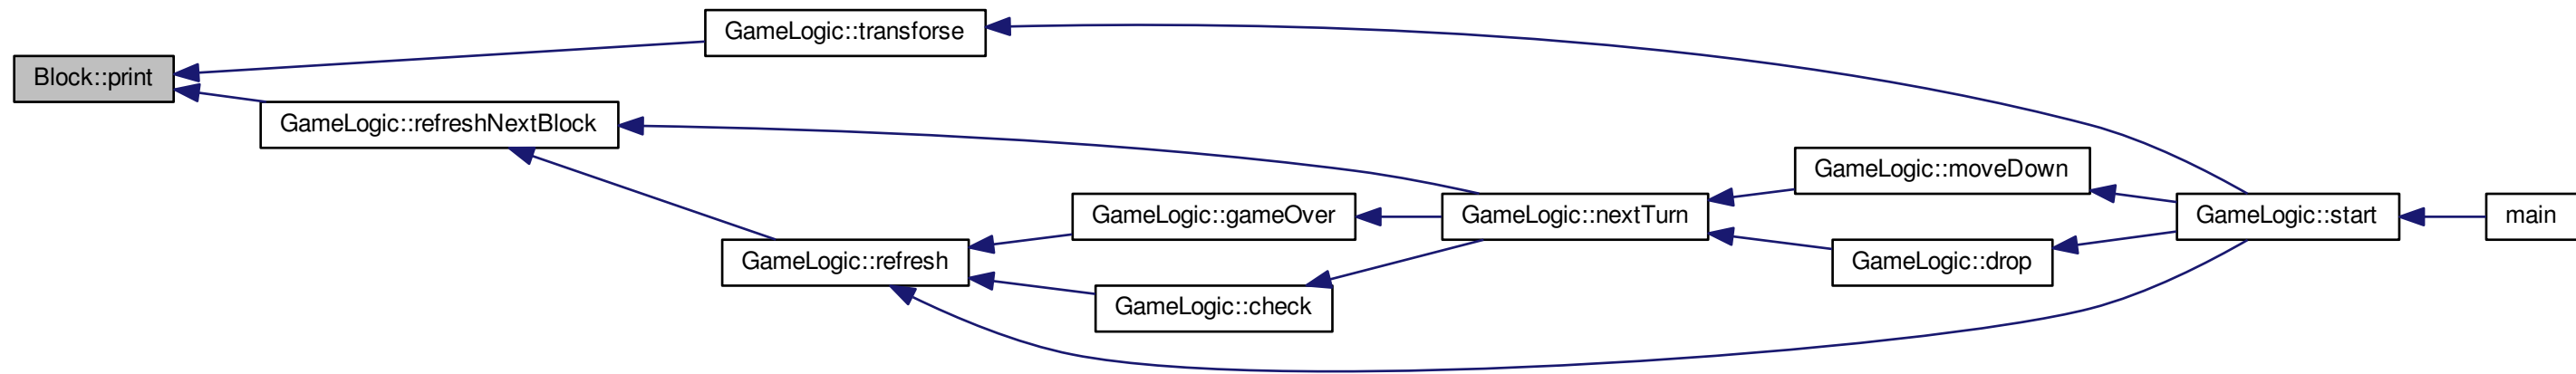 GameLogic::transforse
Block::print
GameLogic::refreshNextBlock
GameLogic::moveDown
GameLogic::gameOver
GameLogic::nextTurn
GameLogic::start
main
GameLogic::refresh
GameLogic::drop
GameLogic::check